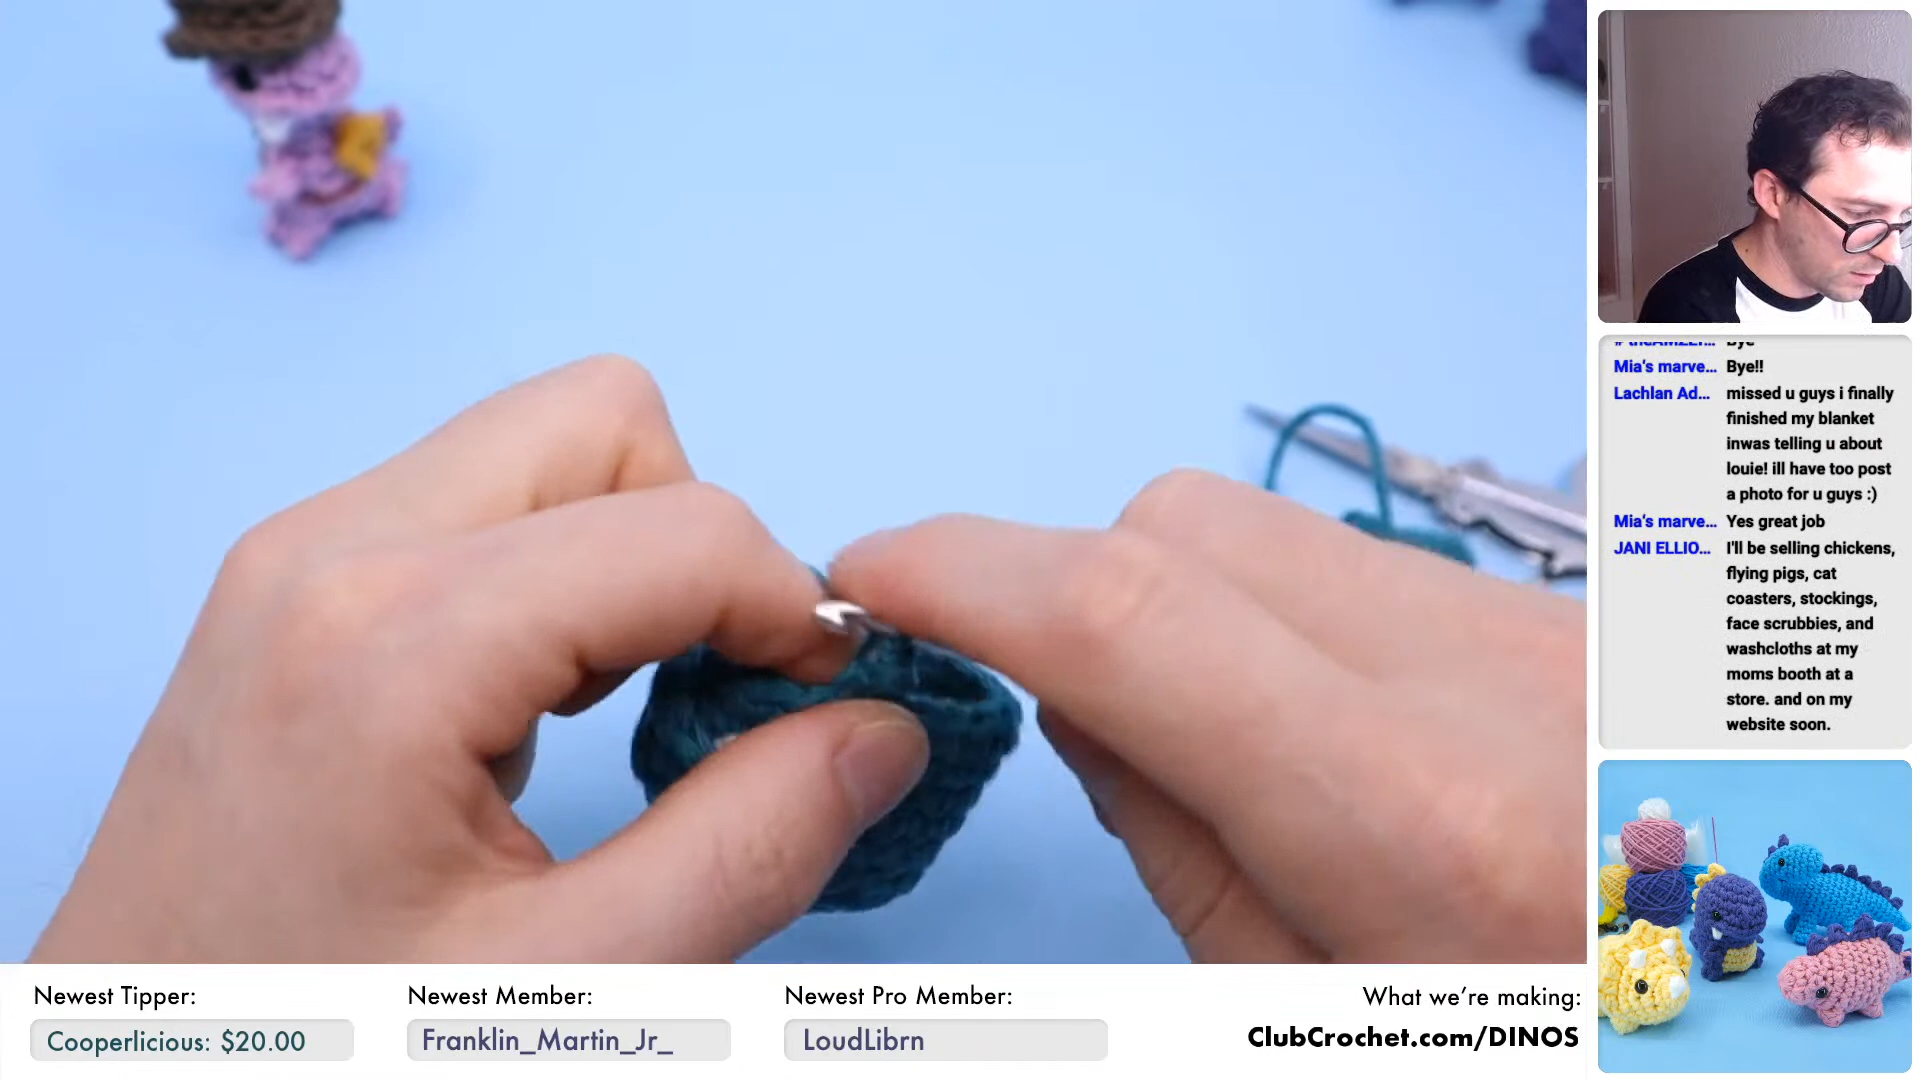 Bye
Mia's marve... Bye!!
Lachlan Ad... missed u guys i finally
finished my blanket
inwas telling u about
louie! ill have too post
a photo for u guys :)
Mia's marve... Yes great job
JANI ELLIO... I'll be selling chickens,
flying pigs, cat
coasters, stockings,
face scrubbies, and
washcloths at my
moms booth at a
store. and on my
website soon.
Newest Tipper:
Cooperlicious: $20.00
Newest Member:
Franklin_Martin_Jr_
Newest Pro Member:
LoudLibrn
What we're making:
ClubCrochet.com/DINOS